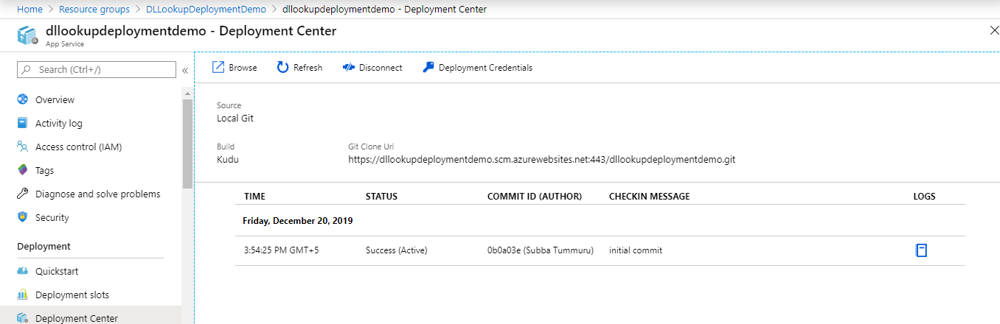 Home > Resource groups > DLLookupDeploymentDemo > dllookupdeploymentdemo - Deployment Center
dllookupdeploymentdemo - Deployment Center
App Service
Search (Ctrl+/)
Overview
Activity log
Access control (IAM)
Tags
Diagnose and solve problems
Security
Deployment
Quickstart
Deployment slots
Deployment Center
Browse Refresh Disconnect Deployment Credentials
Source
Local Git
Build Git Clone Uri
Kudu https://dllookupdeploymentdemo.scm.azurewebsites.net:443/dllookupdeploymentdemo.git
TIME STATUS COMMIT ID (AUTHOR) CHECKIN MESSAGE LOGS
Friday, December 20, 2019
3:54:25 PM GMT+5 Success (Active) 0b0a03e (Subba Tummuru) initial commit